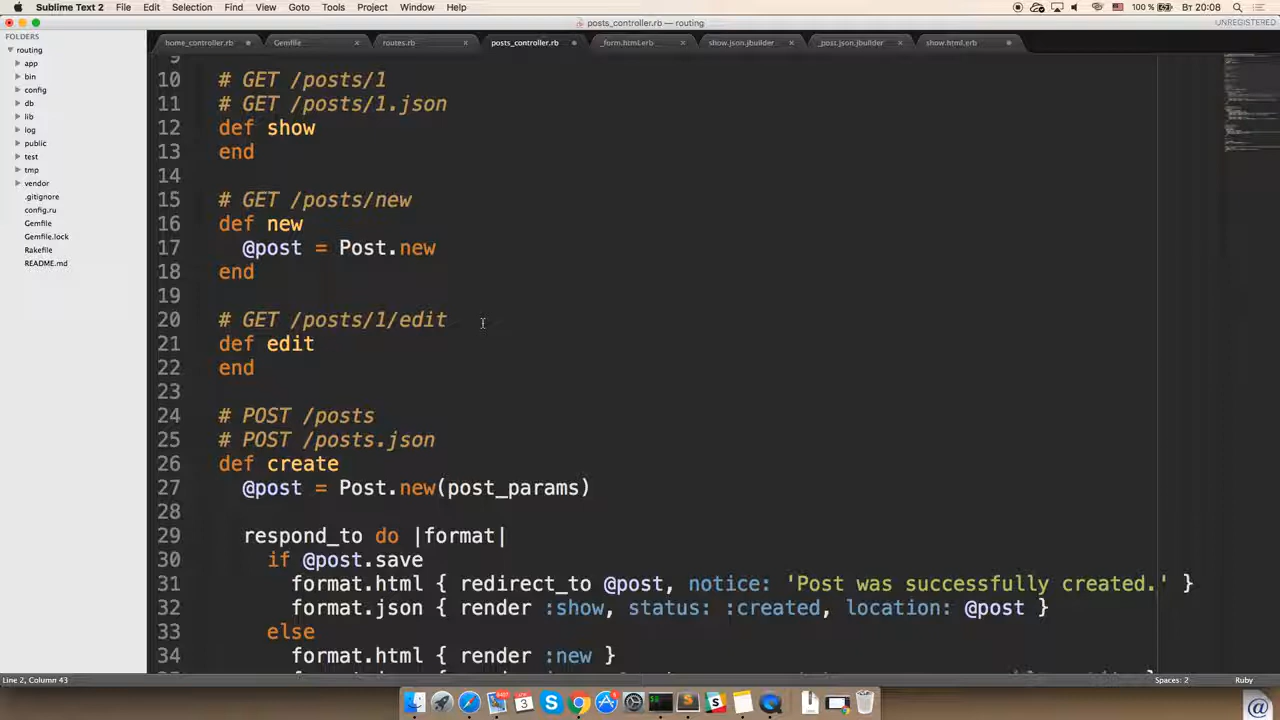 Sublime Text 2 File Edit Selection Find View Goto Tools Project Window Help 100 % Вт 20:08
posts_controller.rb — routing UNREGISTERED
FOLDERS
routing
app
bin
config
db
lib
log
public
test
tmp
vendor
.gitignore
config.ru
Gemfile
Gemfile.lock
Rakefile
README.md
home_controller.rb Gemfile routes.rb posts_controller.rb _form.html.erb show.json.jbuilder _post.json.jbuilder show.html.erb
9
10 # GET /posts/1
11 # GET /posts/1.json
12 def show
13 end
14
15 # GET /posts/new
16 def new
17 @post = Post.new
18 end
19
20 # GET /posts/1/edit
21 def edit
22 end
23
24 # POST /posts
25 # POST /posts.json
26 def create
27 @post = Post.new(post_params)
28
29 respond_to do |format|
30 if @post.save
31 format.html { redirect_to @post, notice: 'Post was successfully created.' }
32 format.json { render :show, status: :created, location: @post }
33 else
34 format.html { render :new }
Line 2, Column 43 Spaces: 2 Ruby